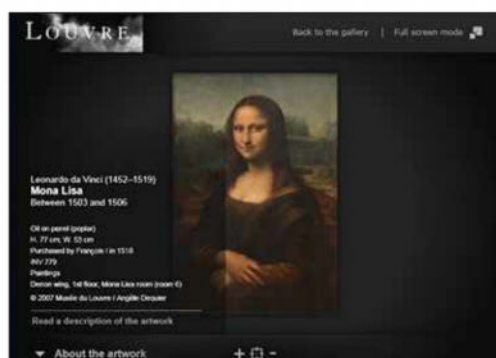 LOUVRE
Back to the gallery | Full screen mode
Leonardo da Vinci (1452–1519)
Mona Lisa
Between 1503 and 1506
Oil on panel (poplar)
H. 77 cm; W. 53 cm
Purchased by François I in 1518
INV 779
Paintings
Denon wing, 1st floor, Mona Lisa room (room 6)
© 2007 Musée du Louvre / Angèle Dequier
Read a description of the artwork
About the artwork